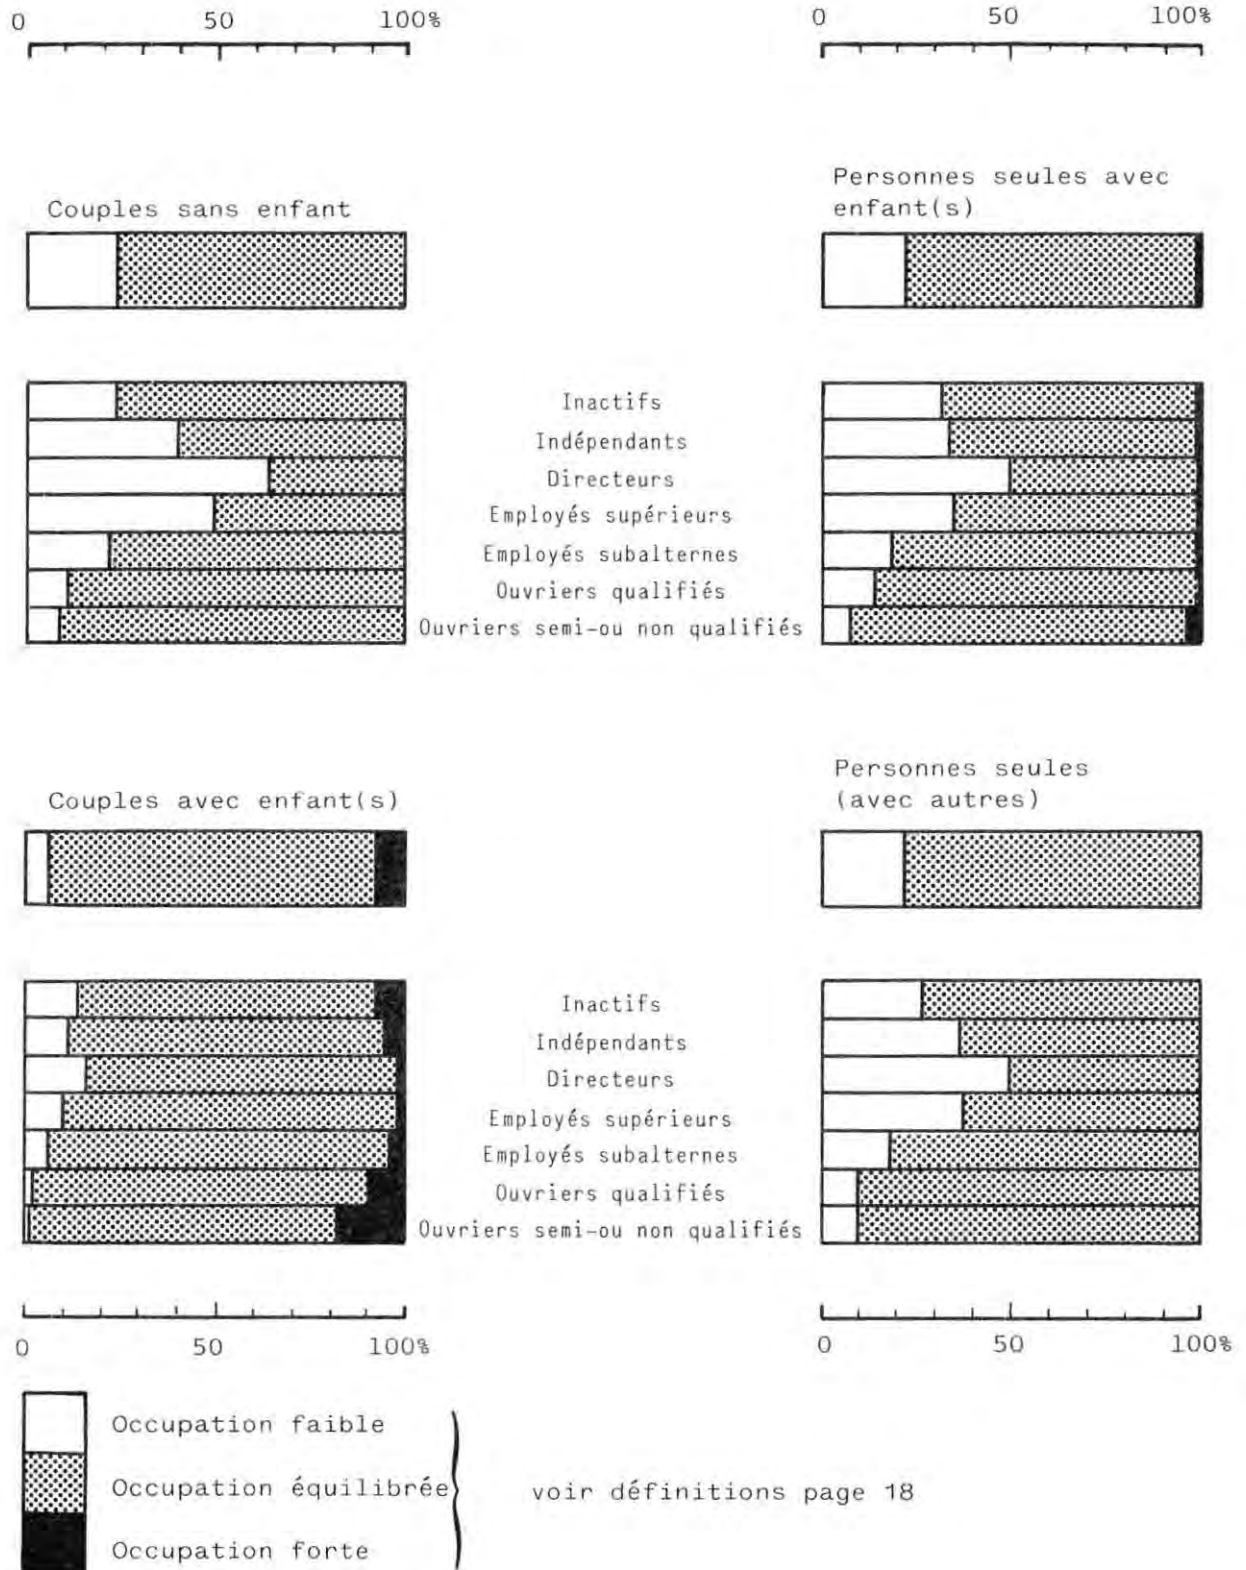 0 50 100% 0 50 100%
Couples sans enfant
Personnes seules avec
enfant(s)
Inactifs
Indépendants
Directeurs
Employés supérieurs
Employés subalternes
Ouvriers qualifiés
Ouvriers semi-ou non qualifiés
Couples avec enfant(s)
Personnes seules
(avec autres)
Inactifs
Indépendants
Directeurs
Employés supérieurs
Employés subalternes
Ouvriers qualifiés
Ouvriers semi-ou non qualifiés
0 50 100% 0 50 100%
Occupation faible
Occupation équilibrée
voir définitions page 18
Occupation forte